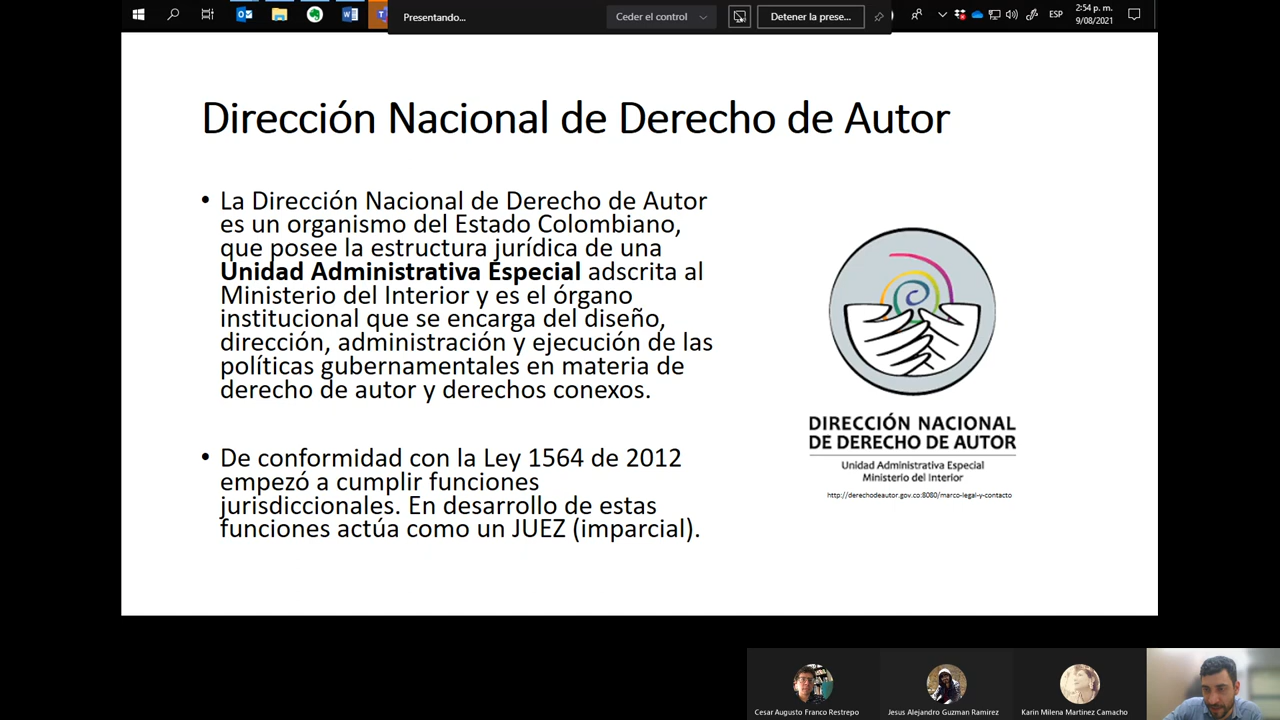 Presentando...
Ceder el control
Detener la prese...
ESP
2:54 p. m.
9/08/2021
Dirección Nacional de Derecho de Autor
• La Dirección Nacional de Derecho de Autor
es un organismo del Estado Colombiano,
que posee la estructura jurídica de una
Unidad Administrativa Especial adscrita al
Ministerio del Interior y es el órgano
institucional que se encarga del diseño,
dirección, administración y ejecución de las
políticas gubernamentales en materia de
derecho de autor y derechos conexos.
• De conformidad con la Ley 1564 de 2012
empezó a cumplir funciones
jurisdiccionales. En desarrollo de estas
funciones actúa como un JUEZ (imparcial).
DIRECCIÓN NACIONAL
DE DERECHO DE AUTOR
Unidad Administrativa Especial
Ministerio del Interior
http://derechodeautor.gov.co:8080/marco-legal-y-contacto
Cesar Augusto Franco Restrepo
Jesus Alejandro Guzman Ramirez
Karin Milena Martinez Camacho